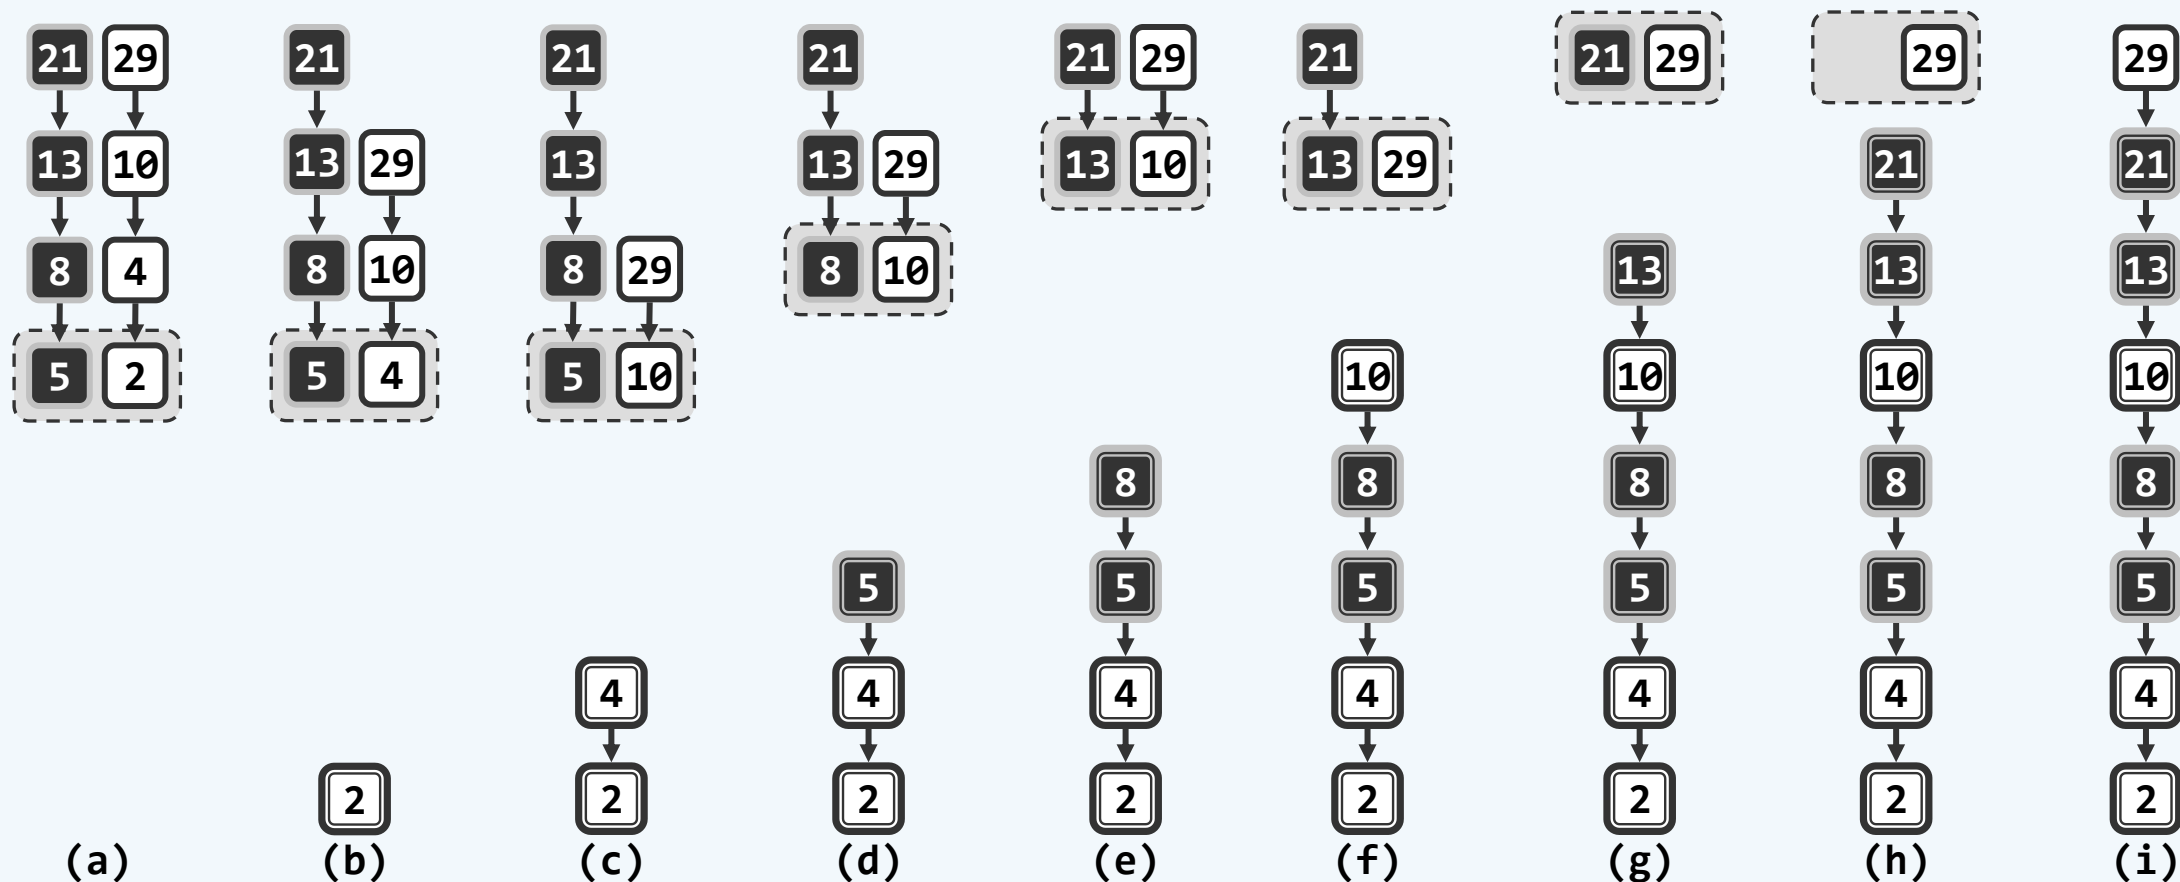 21 29 21 21 21 21 29 21 21 29 29 29
13 10 13 29 13 13 29 13 10 13 29 21 21
8 4 8 10 8 29 8 10 13 13 13
5 2 5 4 5 10 10 10 10 10
8 8 8 8 8
5 5 5 5 5 5
4 4 4 4 4 4 4
2 2 2 2 2 2 2 2
(a) (b) (c) (d) (e) (f) (g) (h) (i)